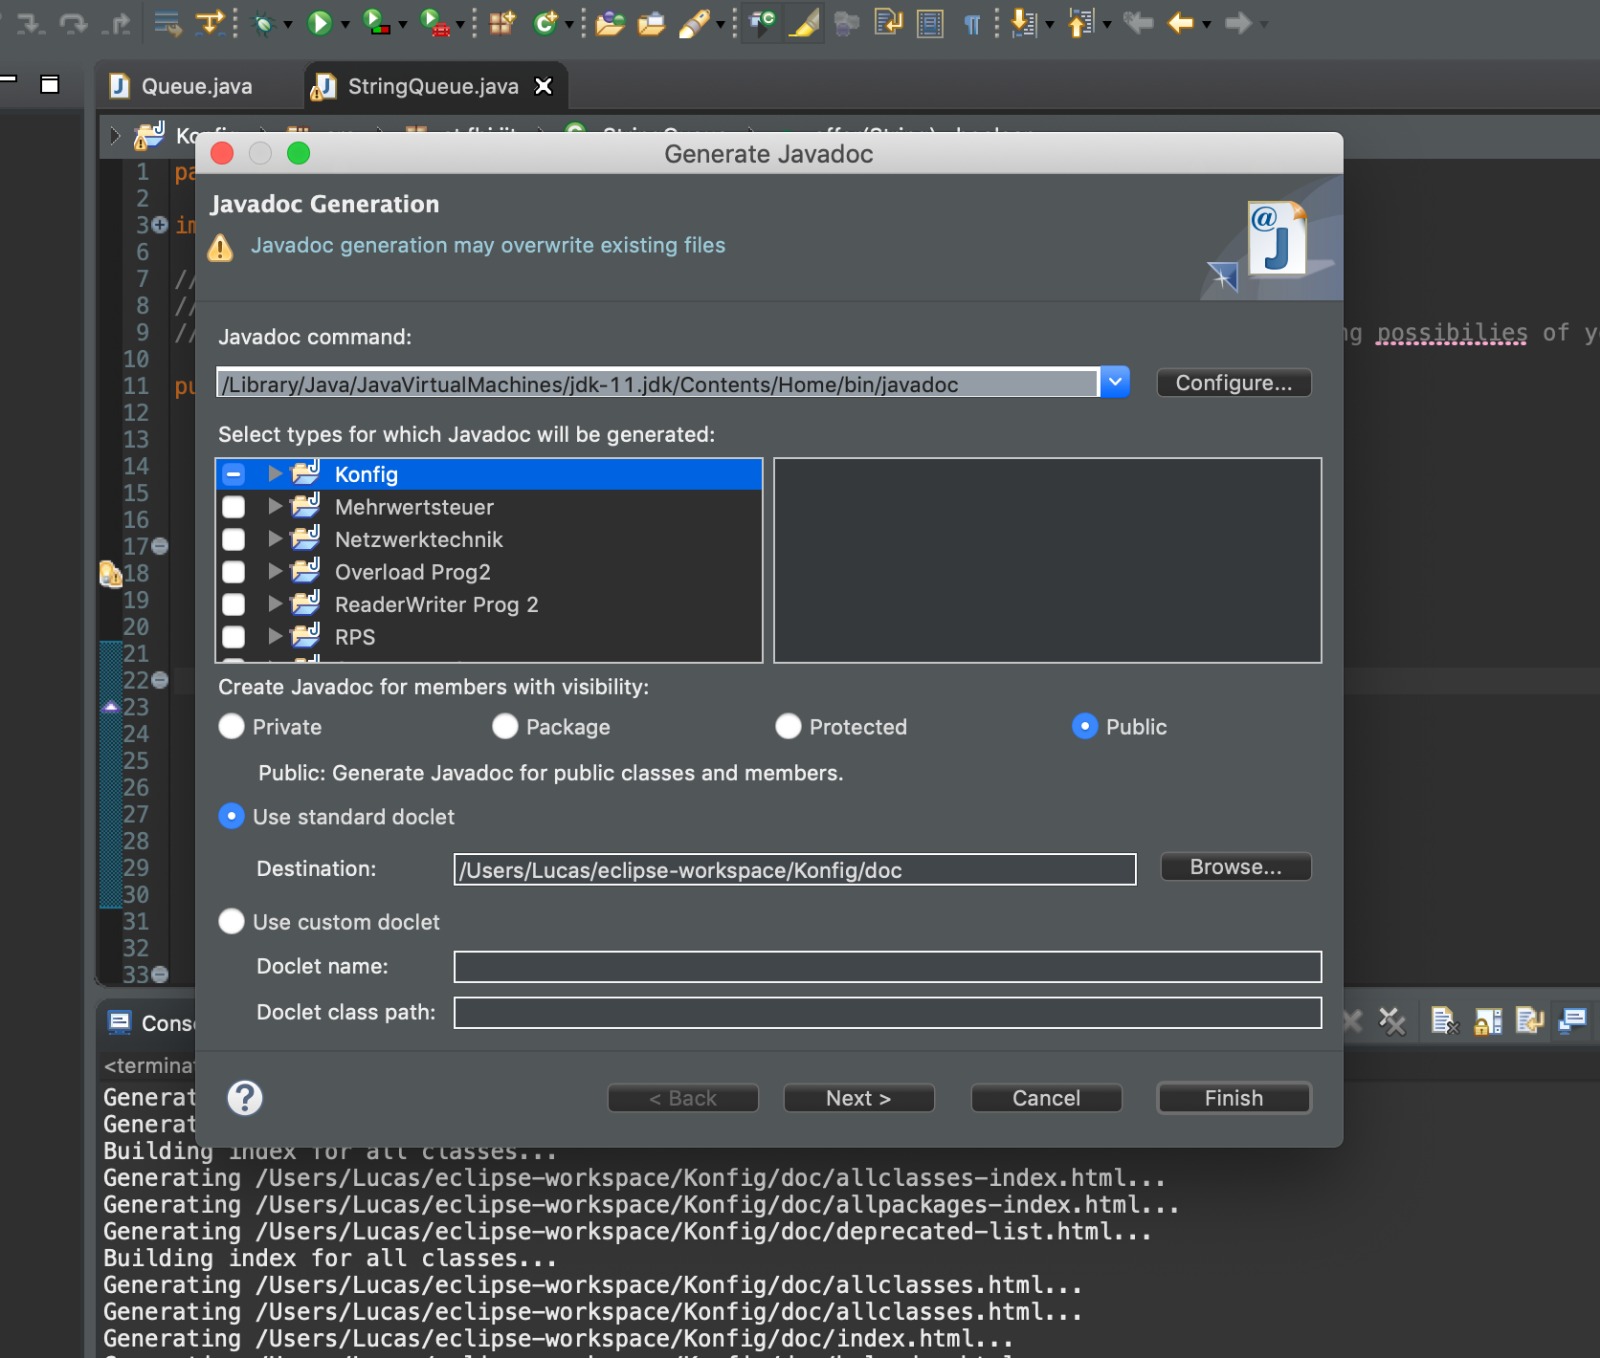 Queue.java
StringQueue.java
Generate Javadoc
1
2
3
6
7 //
8 //
9 // possibilies of
10
11
12
13
14
15
16
17
18
19
20
21
22
23
24
25
26
27
28
29
30
31
32
33
Javadoc Generation
Javadoc generation may overwrite existing files
Javadoc command:
/Library/Java/JavaVirtualMachines/jdk-11.jdk/Contents/Home/bin/javadoc
Configure...
Select types for which Javadoc will be generated:
Konfig
Mehrwertsteuer
Netzwerktechnik
Overload Prog2
ReaderWriter Prog 2
RPS
Create Javadoc for members with visibility:
Private Package Protected Public
Public: Generate Javadoc for public classes and members.
Use standard doclet
Destination: /Users/Lucas/eclipse-workspace/Konfig/doc Browse...
Use custom doclet
Doclet name:
Doclet class path:
< Back Next > Cancel Finish
Building index for all classes...
Generating /Users/Lucas/eclipse-workspace/Konfig/doc/allclasses-index.html...
Generating /Users/Lucas/eclipse-workspace/Konfig/doc/allpackages-index.html...
Generating /Users/Lucas/eclipse-workspace/Konfig/doc/deprecated-list.html...
Building index for all classes...
Generating /Users/Lucas/eclipse-workspace/Konfig/doc/allclasses.html...
Generating /Users/Lucas/eclipse-workspace/Konfig/doc/allclasses.html...
Generating /Users/Lucas/eclipse-workspace/Konfig/doc/index.html...